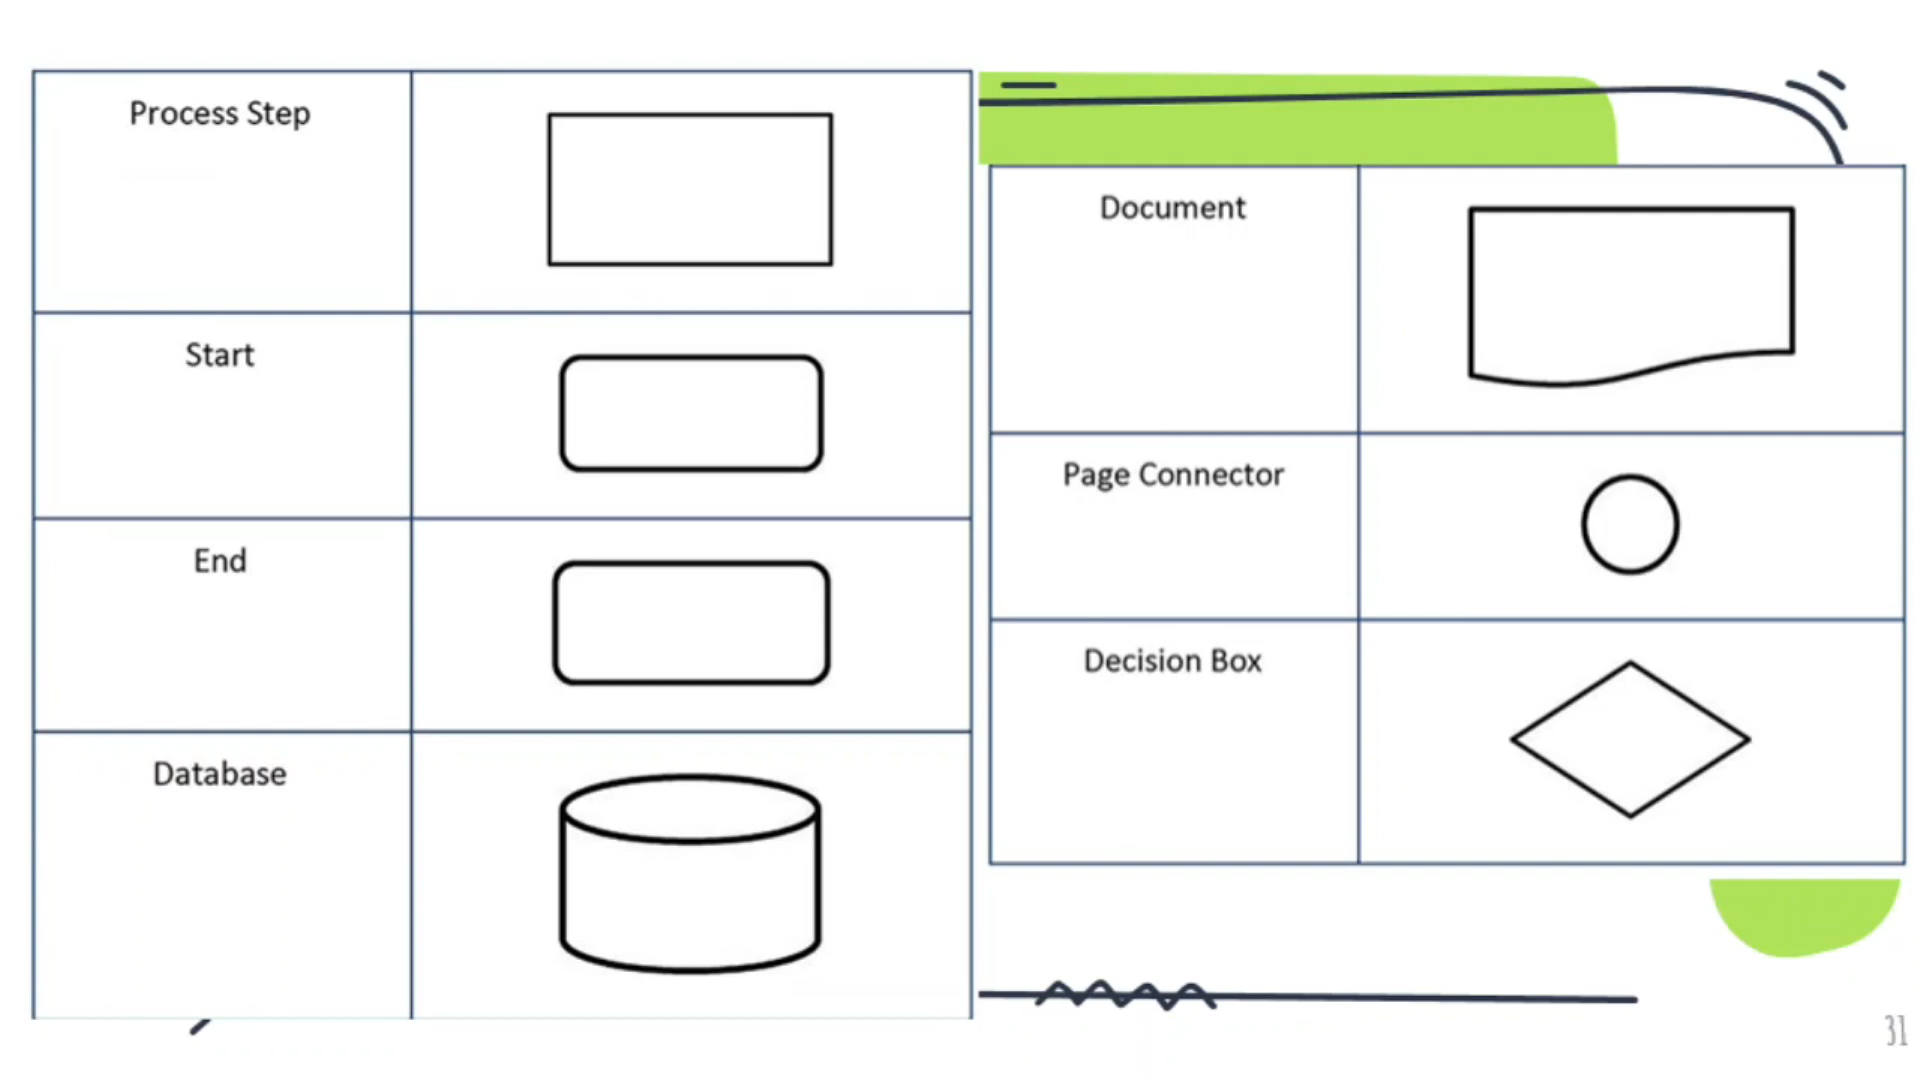 Process Step
Start
End
Database
Document
Page Connector
Decision Box
31